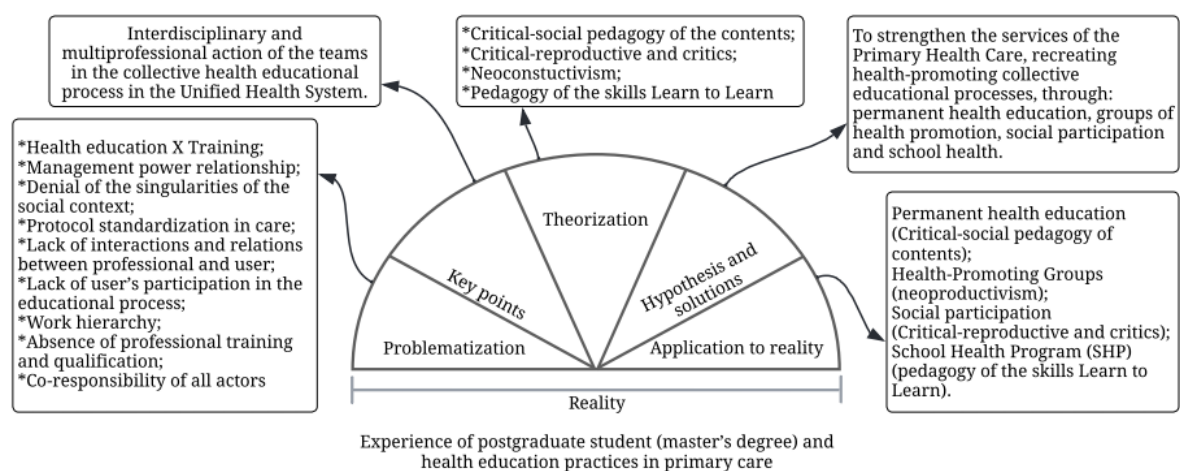 Interdisciplinary and
multiprofessional action of the teams
in the collective health educational
process in the Unified Health System.
*Critical-social pedagogy of the contents;
*Critical-reproductive and critics;
*Neoconstuctivism;
*Pedagogy of the skills Learn to Learn
To strengthen the services of the
Primary Health Care, recreating
health-promoting collective
educational processes, through:
permanent health education, groups of
health promotion, social participation
and school health.
*Health education X Training;
*Management power relationship;
*Denial of the singularities of the
social context;
*Protocol standardization in care;
*Lack of interactions and relations
between professional and user;
*Lack of user's participation in the
educational process;
*Work hierarchy;
*Absence of professional training
and qualification;
*Co-responsibility of all actors
Permanent health education
(Critical-social pedagogy of
contents);
Health-Promoting Groups
(neoproductivism);
Social participation
(Critical-reproductive and critics);
School Health Program (SHP)
(pedagogy of the skills Learn to
Learn).
Problematization
Key points
Theorization
Hypothesis and
solutions
Application to reality
Reality
Experience of postgraduate student (master's degree) and
health education practices in primary care